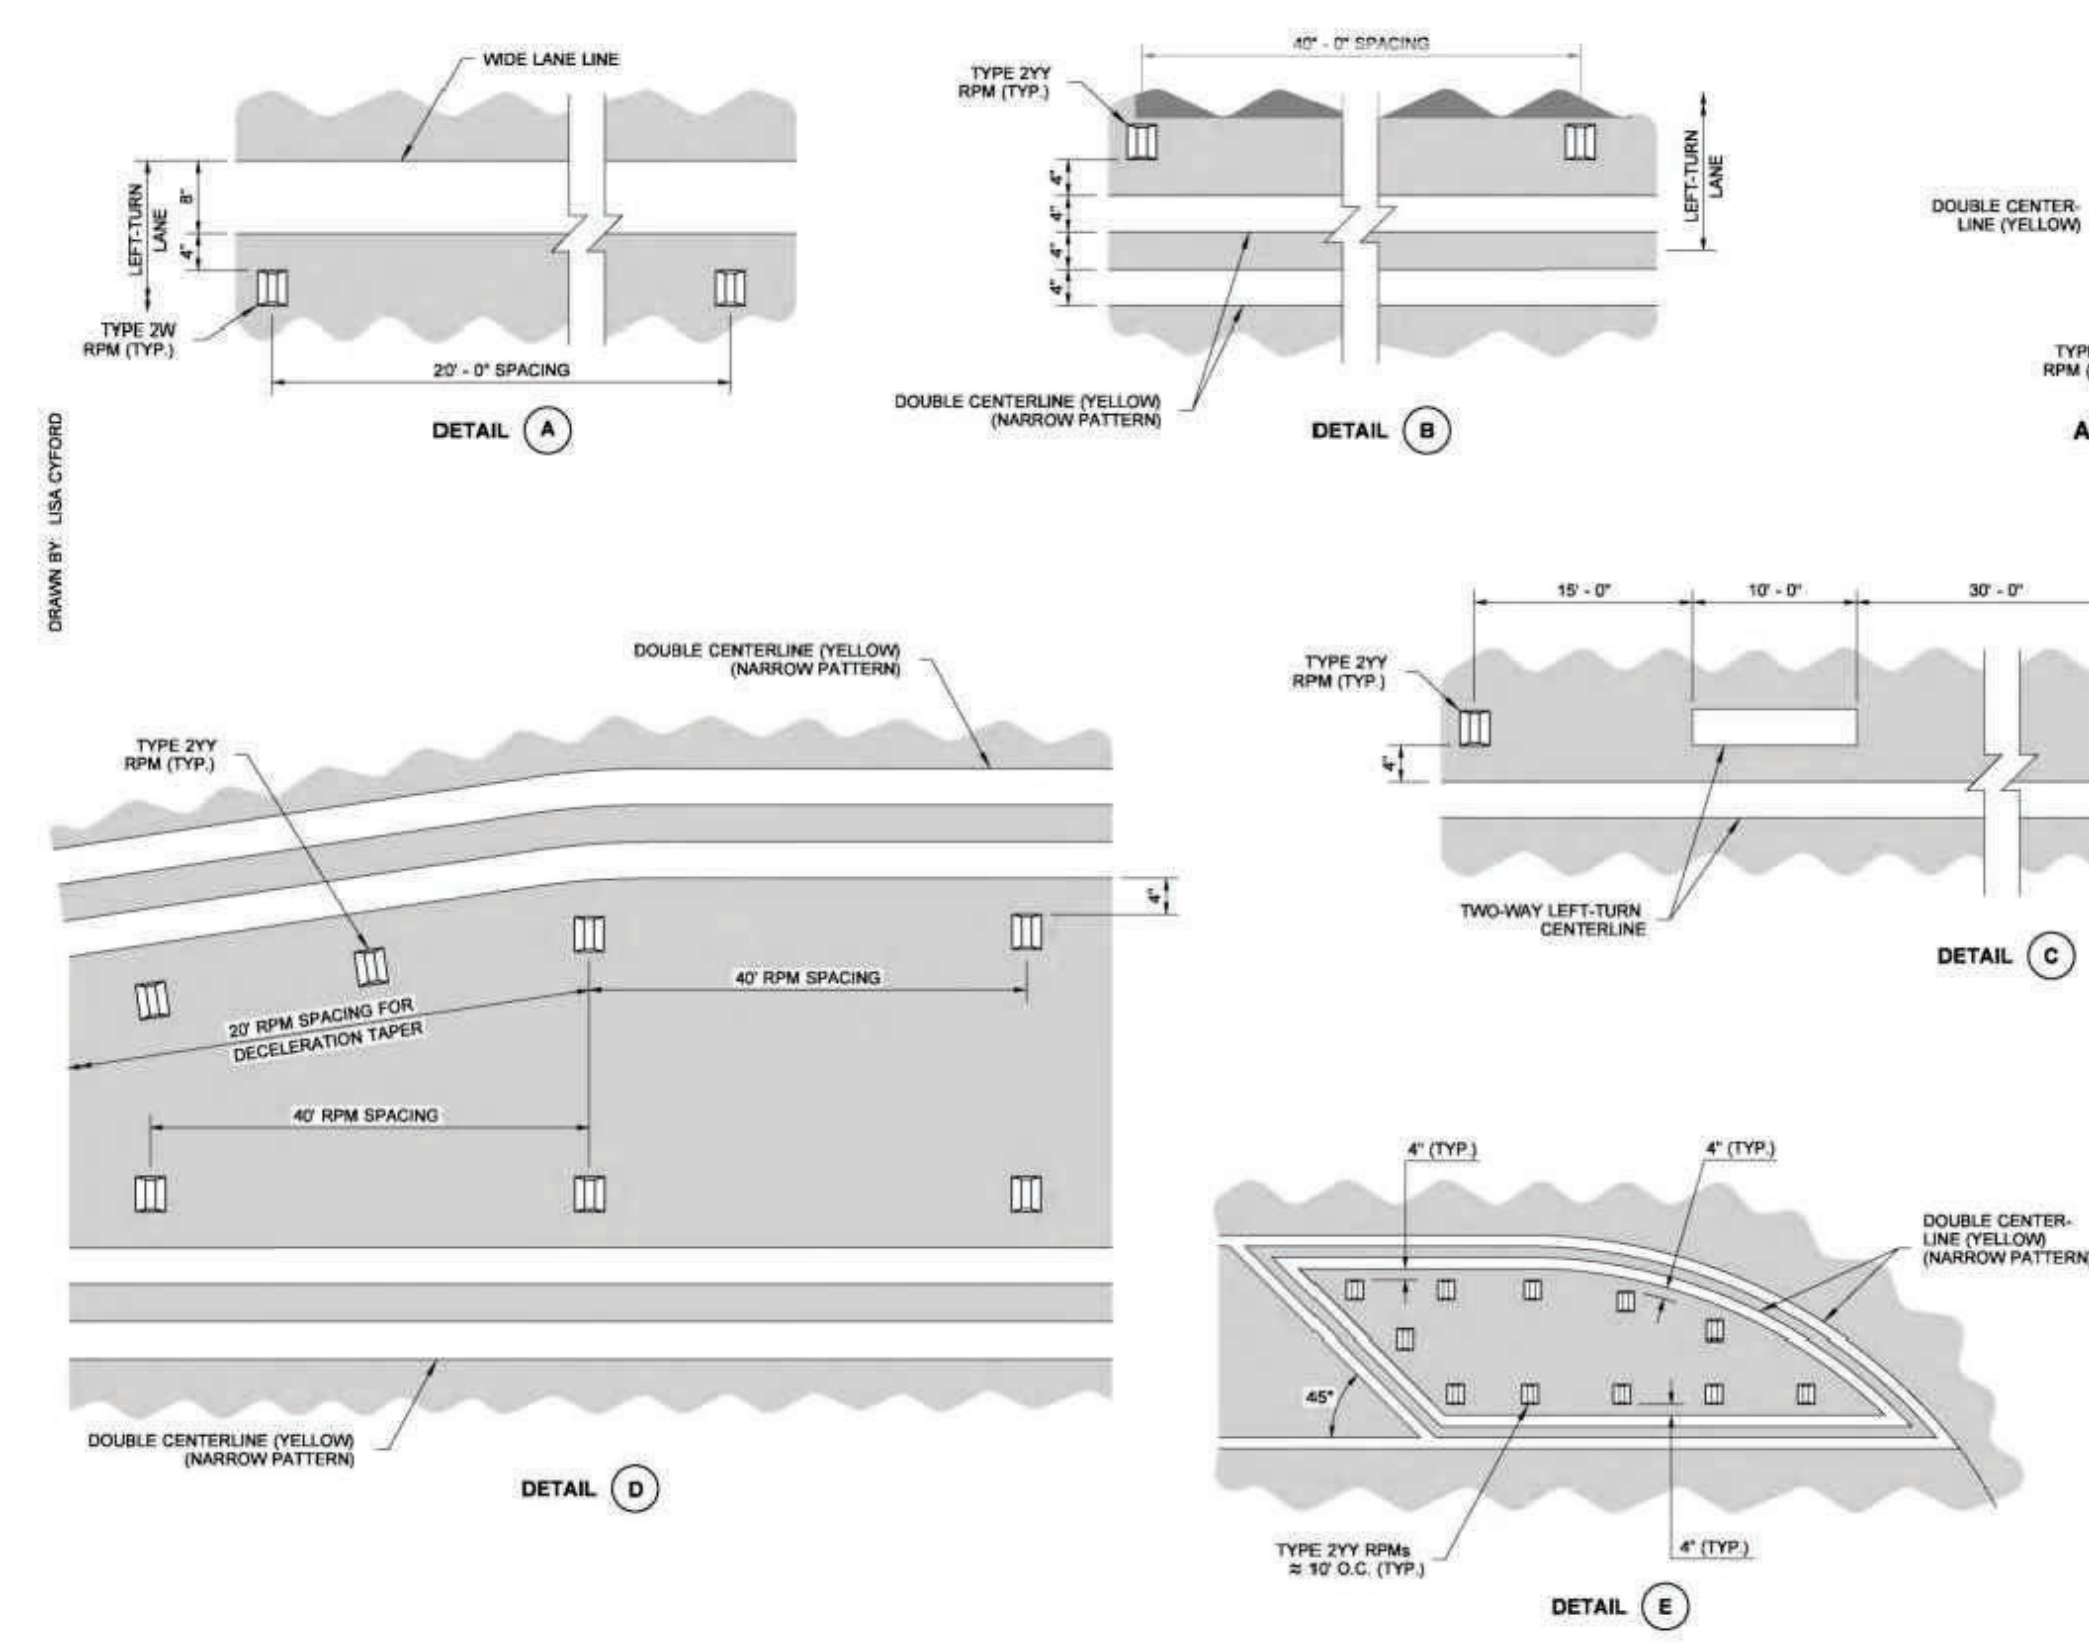 WIDE LANE LINE
LEFT-TURN
LANE
8"
4"
TYPE 2W
RPM (TYP.)
20' - 0" SPACING
DETAIL A
40" - 0" SPACING
TYPE 2YY
RPM (TYP.)
4"
4"
4"
4"
LEFT-TURN
LANE
DOUBLE CENTERLINE (YELLOW)
(NARROW PATTERN)
DETAIL B
DOUBLE CENTER-
LINE (YELLOW)
RPM (
A
DRAWN BY: LISA CYFORD
15' - 0"
10' - 0"
30' - 0"
TYPE 2YY
RPM (TYP.)
4"
TWO-WAY LEFT-TURN
CENTERLINE
DETAIL C
DOUBLE CENTERLINE (YELLOW)
(NARROW PATTERN)
TYPE 2YY
RPM (TYP.)
4"
40' RPM SPACING
20' RPM SPACING FOR
DECELERATION TAPER
40' RPM SPACING
DOUBLE CENTERLINE (YELLOW)
(NARROW PATTERN)
DETAIL D
4" (TYP.)
4" (TYP.)
DOUBLE CENTER-
LINE (YELLOW)
(NARROW PATTERN)
45°
TYPE 2YY RPMs
≈ 10' O.C. (TYP.)
4" (TYP.)
DETAIL E